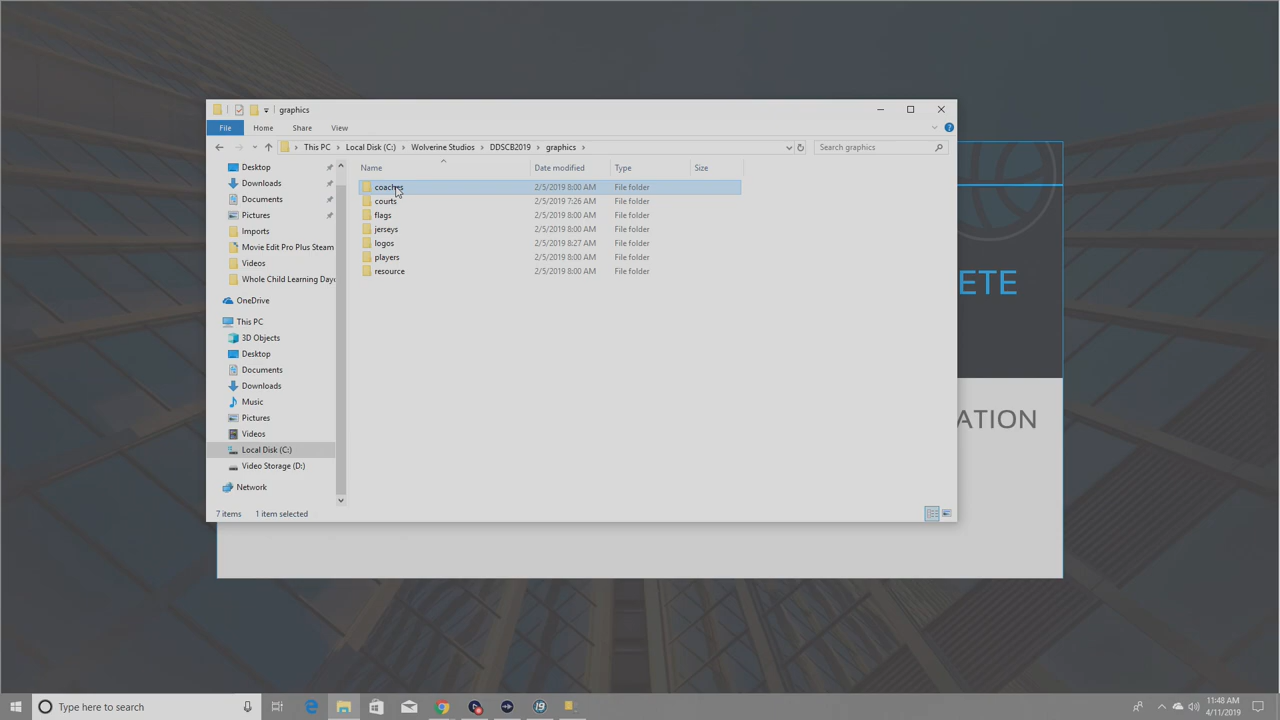 graphics
File Home Share View
This PC Local Disk (C:) Wolverine Studios DDSCB2019 graphics Search graphics
Name Date modified Type Size
Desktop
Downloads
Documents
Pictures
Imports
Movie Edit Pro Plus Steam
Videos
Whole Child Learning Day
OneDrive
This PC
3D Objects
Desktop
Documents
Downloads
Music
Pictures
Videos
Local Disk (C:)
Video Storage (D:)
Network
coaches 2/5/2019 8:00 AM File folder
courts 2/5/2019 7:26 AM File folder
flags 2/5/2019 8:00 AM File folder
jerseys 2/5/2019 8:00 AM File folder
logos 2/5/2019 8:27 AM File folder
players 2/5/2019 8:00 AM File folder
resource 2/5/2019 8:00 AM File folder
7 items 1 item selected
ETE
ATION
Type here to search
19
11:48 AM
4/11/2019